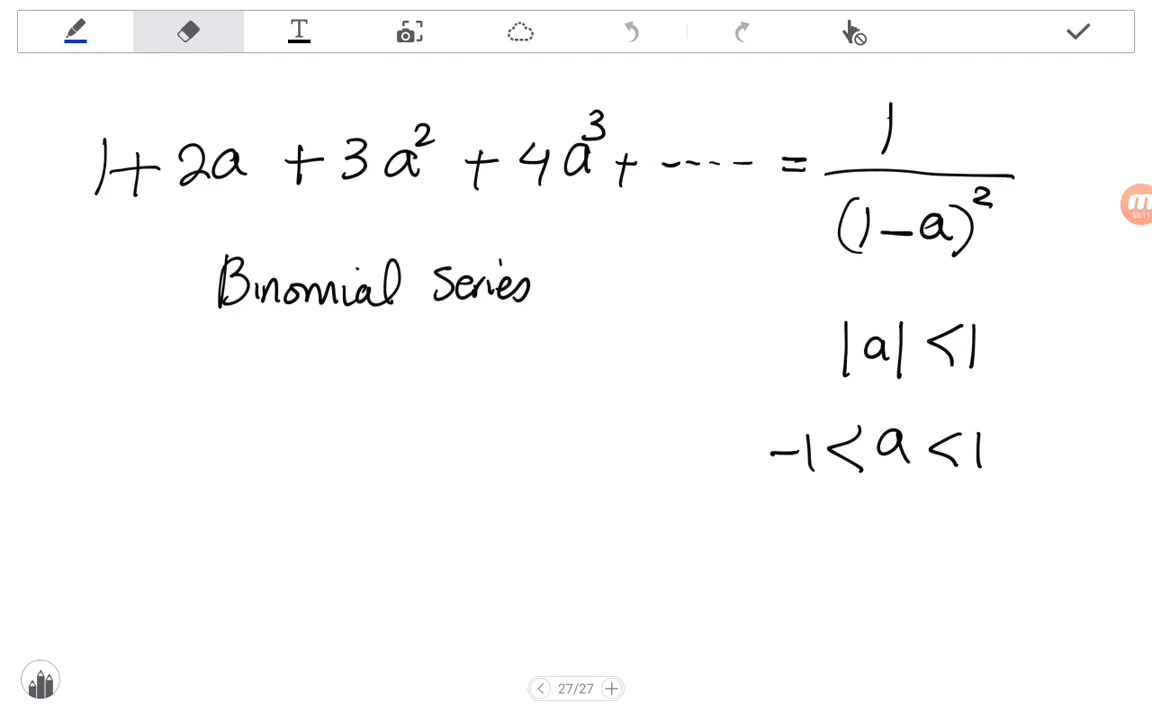 T
1 + 2a + 3a² + 4a³ + ---- = 1/(1-a)²
Binomial series
|a| < 1
-1 < a < 1
27/27